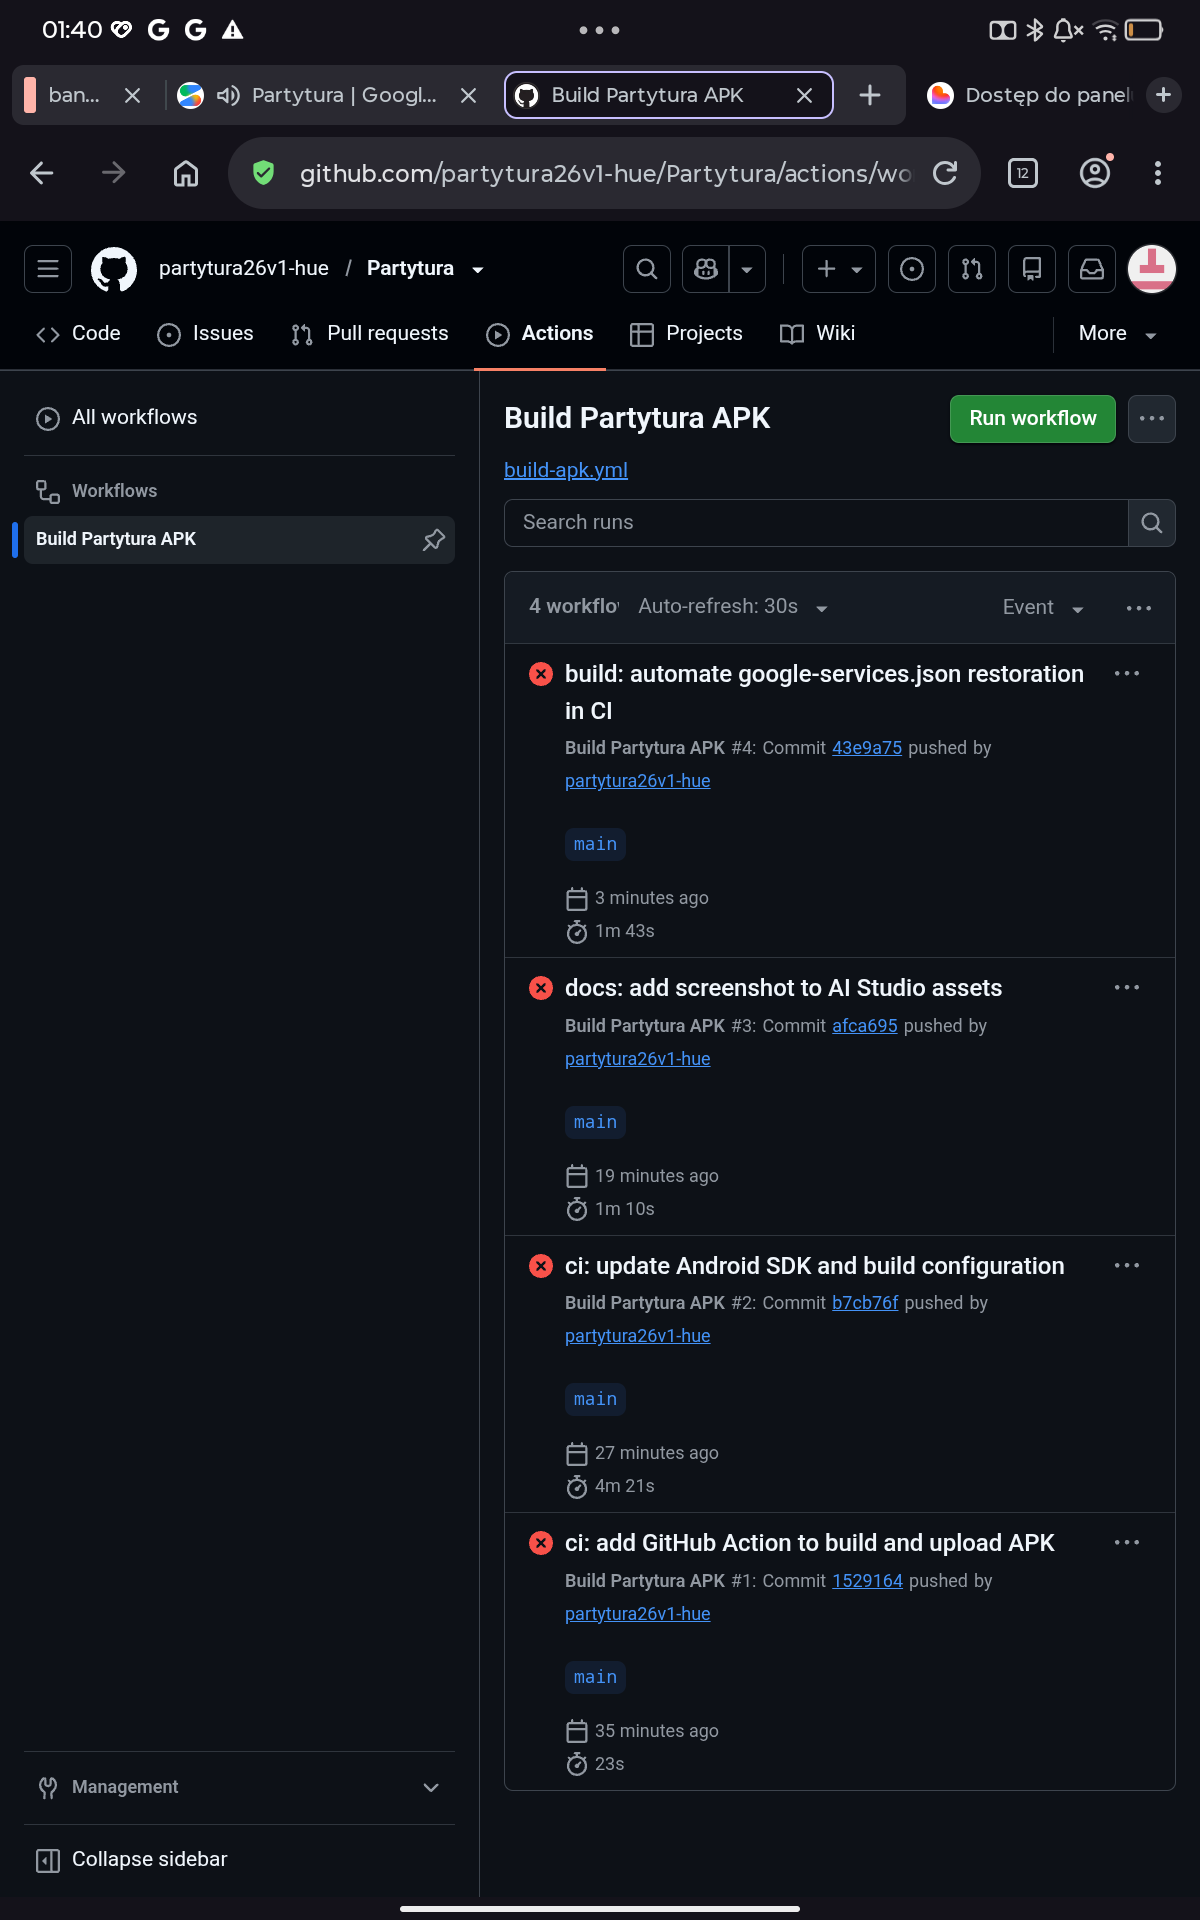 01:40
ban...
Partytura | Googl...
Build Partytura APK
Dostęp do pane
github.com/partytura26v1-hue/Partytura/actions/wo
12
partytura26v1-hue / Partytura
Code
Issues
Pull requests
Actions
Projects
Wiki
More
All workflows
Workflows
Build Partytura APK
Management
Collapse sidebar
Build Partytura APK
Run workflow
build-apk.yml
Search runs
4 workflo
Auto-refresh: 30s
Event
build: automate google-services.json restoration
in CI
Build Partytura APK #4: Commit 43e9a75 pushed by
partytura26v1-hue
main
3 minutes ago
1m 43s
docs: add screenshot to AI Studio assets
Build Partytura APK #3: Commit afca695 pushed by
partytura26v1-hue
main
19 minutes ago
1m 10s
ci: update Android SDK and build configuration
Build Partytura APK #2: Commit b7cb76f pushed by
partytura26v1-hue
main
27 minutes ago
4m 21s
ci: add GitHub Action to build and upload APK
Build Partytura APK #1: Commit 1529164 pushed by
partytura26v1-hue
main
35 minutes ago
23s